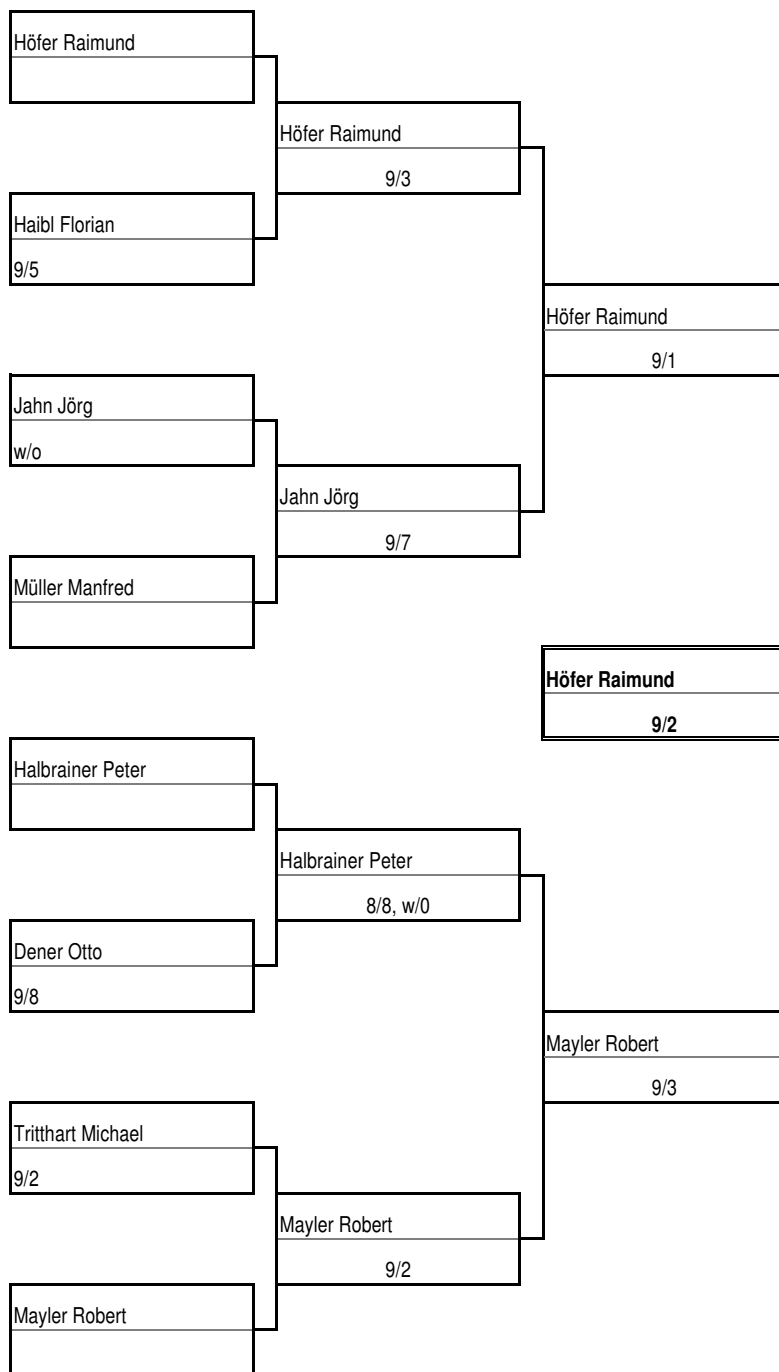 Höfer Raimund
Höfer Raimund
9/3
Haibl Florian
9/5
Höfer Raimund
9/1
Jahn Jörg
w/o
Jahn Jörg
9/7
Müller Manfred
Höfer Raimund
9/2
Halbrainer Peter
Halbrainer Peter
8/8, w/0
Dener Otto
9/8
Mayler Robert
9/3
Tritthart Michael
9/2
Mayler Robert
9/2
Mayler Robert